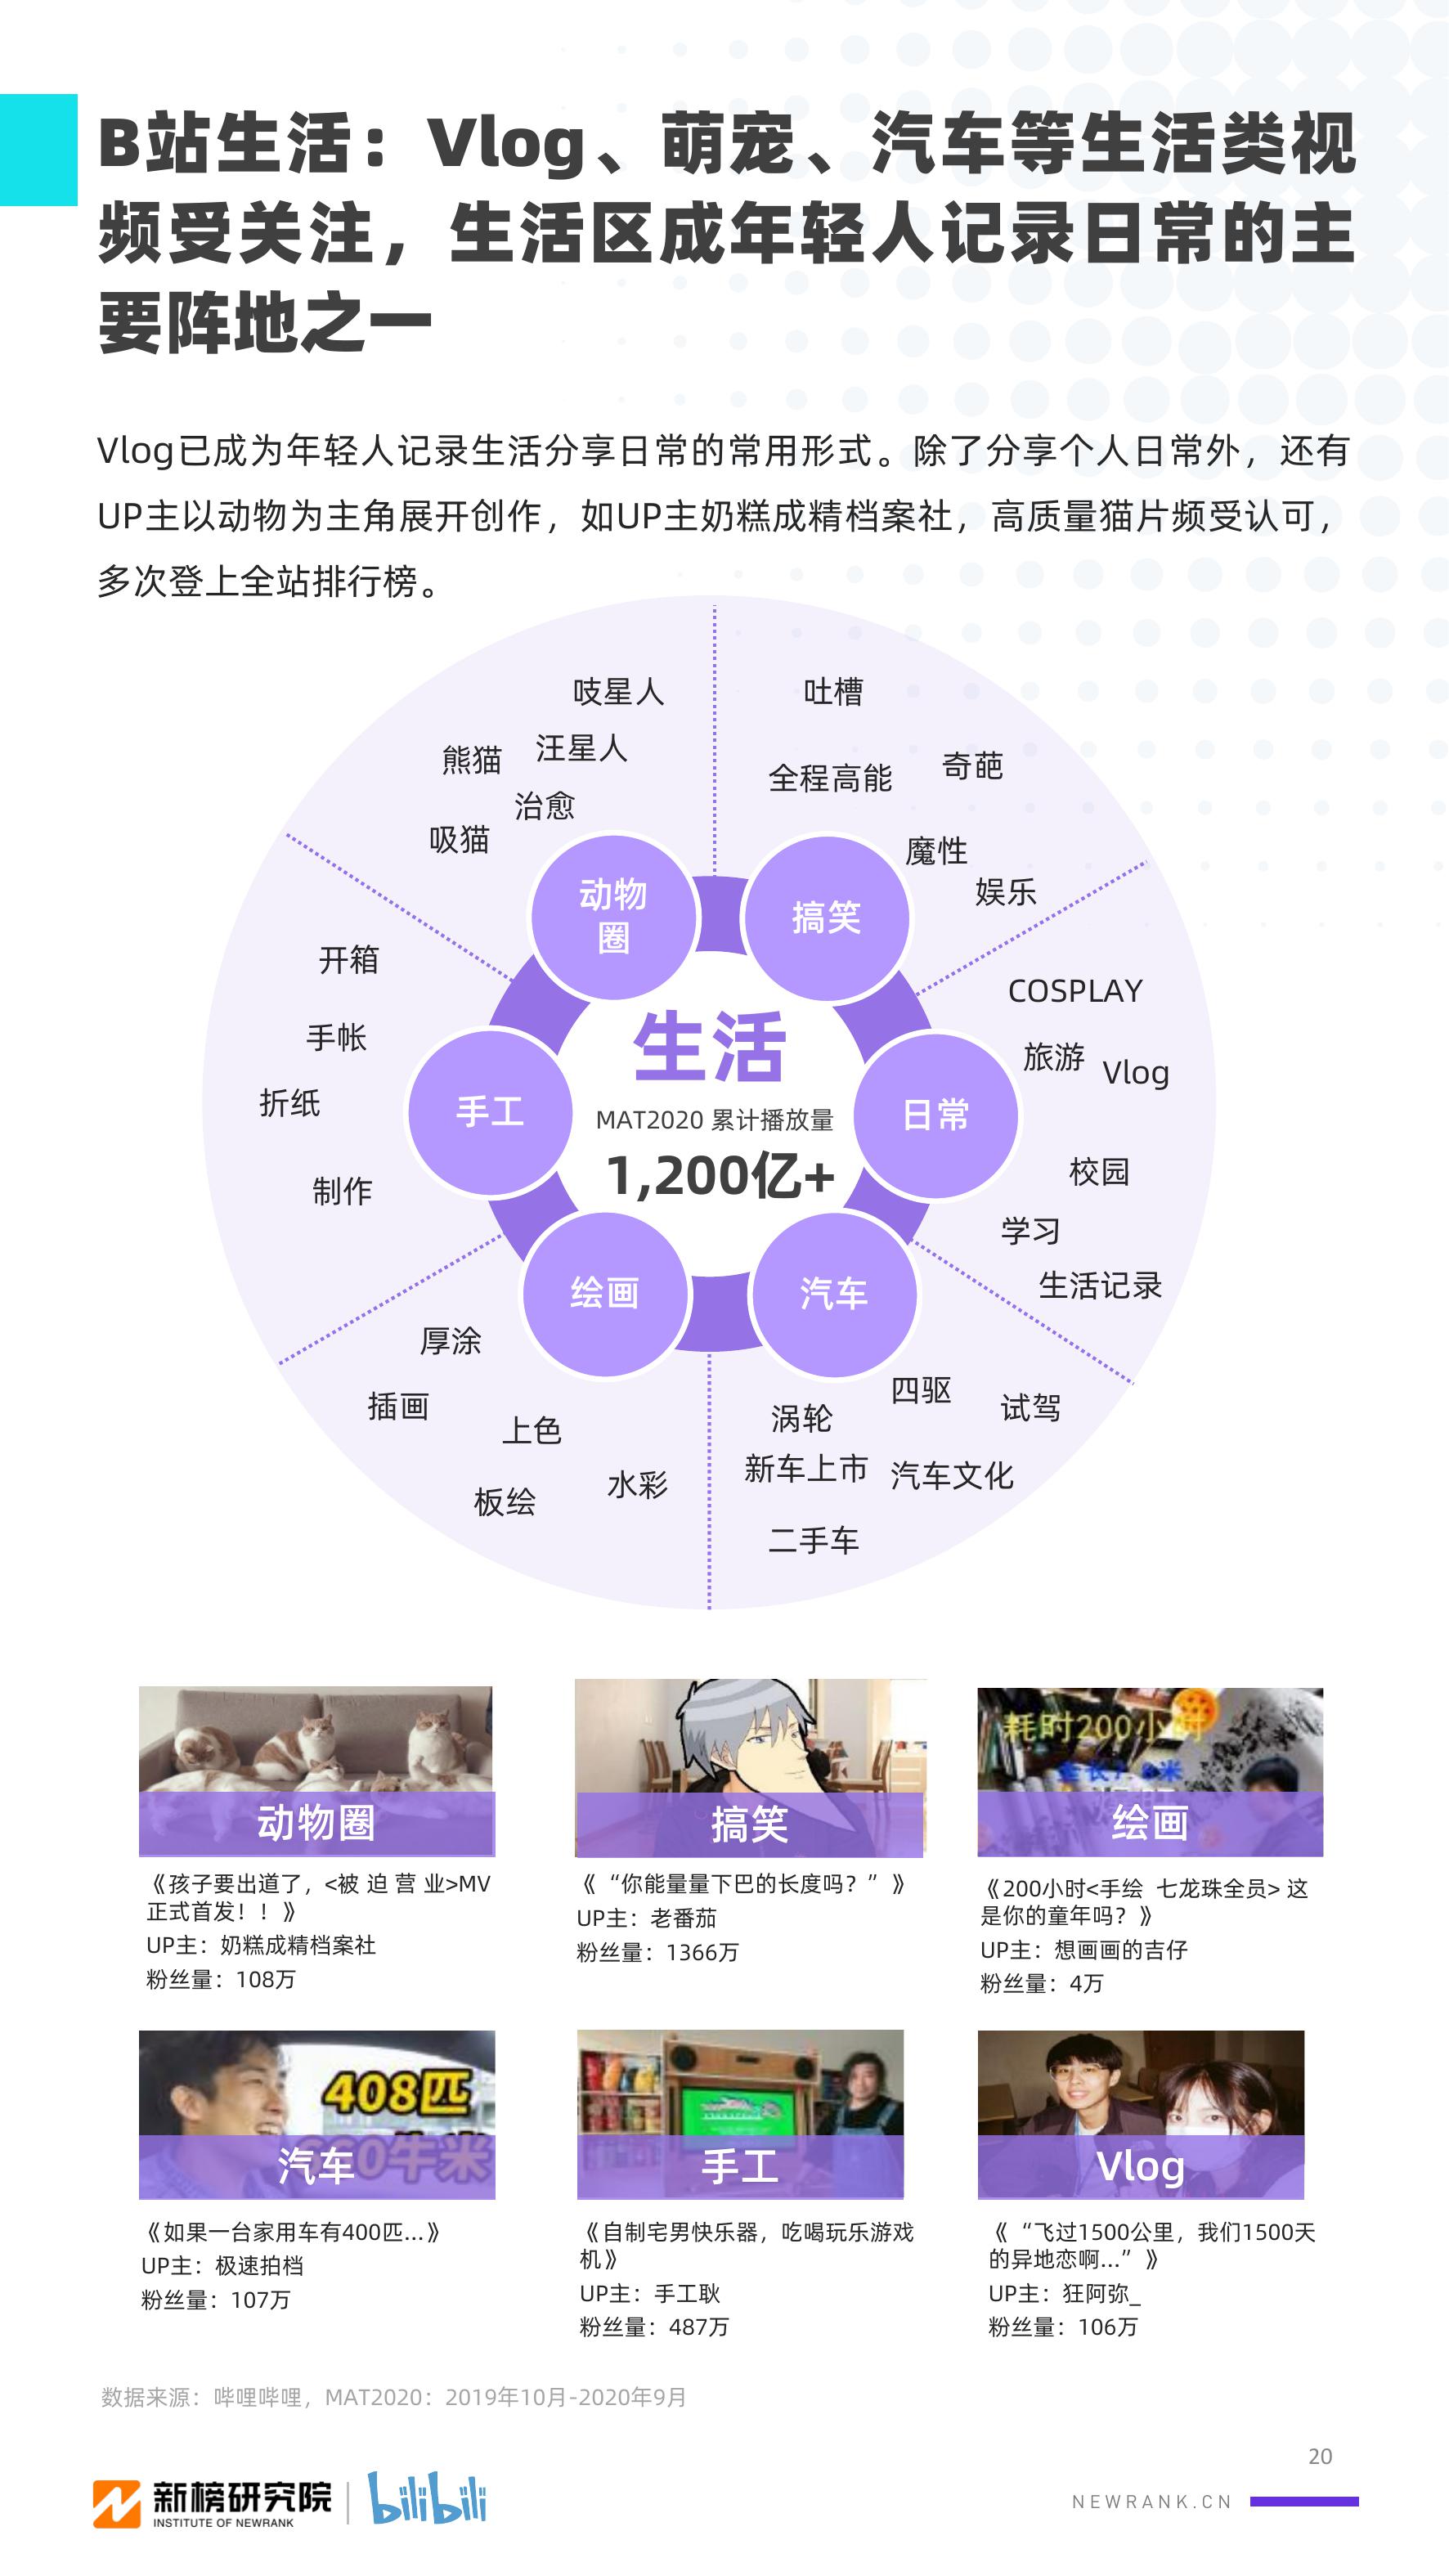 B站生活：Vlog、萌宠、汽车等生活类视
频受关注，生活区成年轻人记录日常的主
要阵地之一
Vlog已成为年轻人记录生活分享日常的常用形式。除了分享个人日常外，还有
UP主以动物为主角展开创作，如UP主奶糕成精档案社，高质量猫片频受认可，
多次登上全站排行榜。
吱星人
汪星人
熊猫
治愈
吸猫
动物
圈
吐槽
全程高能
奇葩
魔性
娱乐
搞笑
开箱
手帐
折纸
制作
手工
生活
MAT2020 累计播放量
1,200亿+
COSPLAY
旅游
Vlog
校园
学习
生活记录
日常
绘画
厚涂
插画
上色
水彩
板绘
汽车
四驱
试驾
涡轮
新车上市
汽车文化
二手车
动物圈
《孩子要出道了，<被 迫 营 业>MV
正式首发！！》
UP主：奶糕成精档案社
粉丝量：108万
搞笑
《 “你能量量下巴的长度吗？” 》
UP主：老番茄
粉丝量：1366万
耗时200小时
绘画
《200小时<手绘 七龙珠全员> 这
是你的童年吗？》
UP主：想画画的吉仔
粉丝量：4万
408匹
0牛米
汽车
《如果一台家用车有400匹...》
UP主：极速拍档
粉丝量：107万
手工
《自制宅男快乐器，吃喝玩乐游戏
机》
UP主：手工耿
粉丝量：487万
Vlog
《 “飞过1500公里，我们1500天
的异地恋啊...” 》
UP主：狂阿弥_
粉丝量：106万
数据来源：哔哩哔哩，MAT2020：2019年10月-2020年9月
20
新榜研究院
INSTITUTE OF NEWRANK
bilibili
NEWRANK.CN